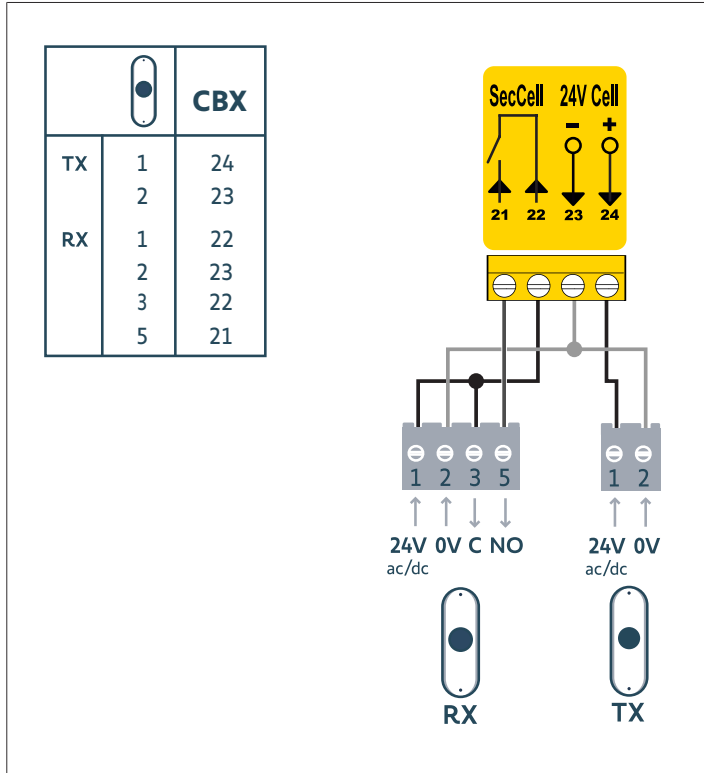 CBX
TX 1 24
2 23
RX 1 22
2 23
3 22
5 21
SecCell 24V Cell
- +
21 22 23 24
1 2 3 5
1 2
24V 0V C NO
ac/dc
24V 0V
ac/dc
RX
TX